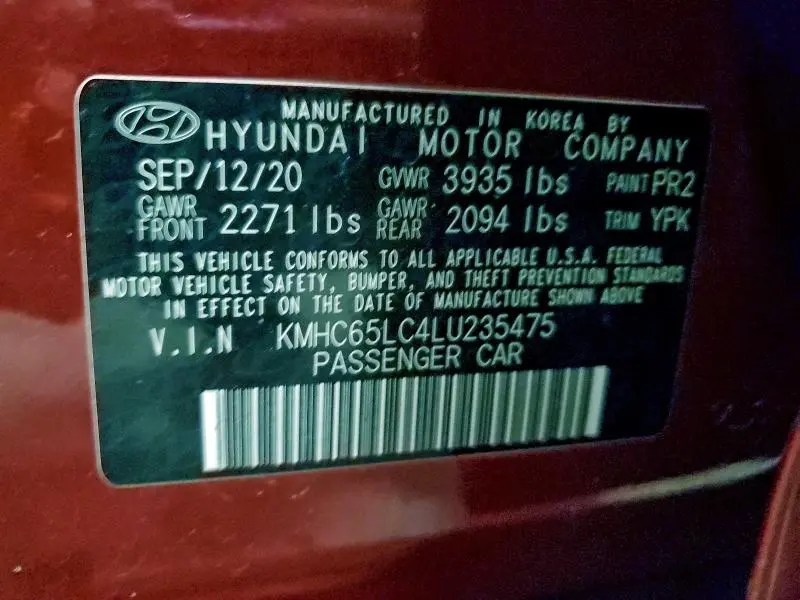 MANUFACTURED IN KOREA BY
HYUNDAI MOTOR COMPANY
SEP/12/20 GVWR 3935 lbs PAINT PR2
GAWR FRONT 2271 lbs GAWR REAR 2094 lbs TRIM YPK
THIS VEHICLE CONFORMS TO ALL APPLICABLE U.S.A. FEDERAL
MOTOR VEHICLE SAFETY, BUMPER, AND THEFT PREVENTION STANDARDS
IN EFFECT ON THE DATE OF MANUFACTURE SHOWN ABOVE
V.I.N KMHC65LC4LU235475
PASSENGER CAR